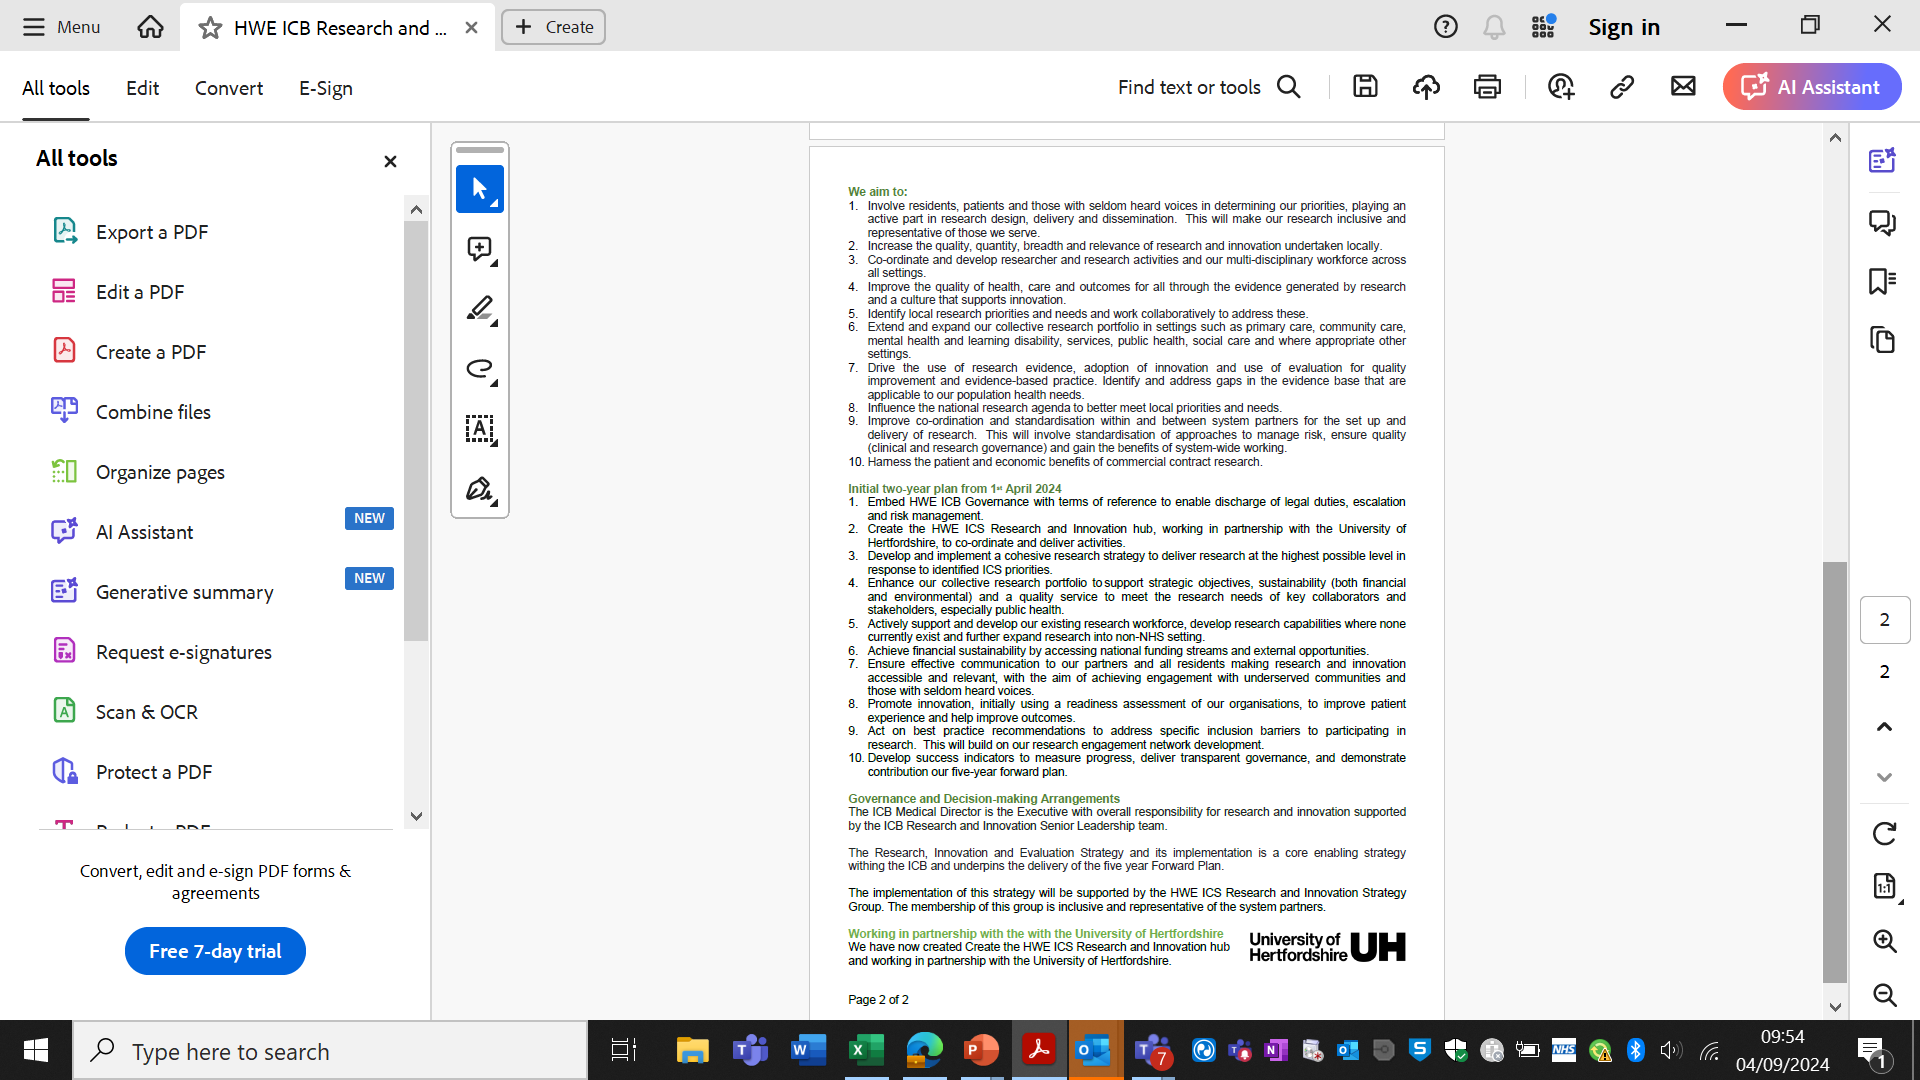 Menu
HWE ICB Research and ...
Create
Sign in
All tools
Edit
Convert
E-Sign
Find text or tools
AI Assistant
All tools
Export a PDF
Edit a PDF
Create a PDF
Combine files
Organize pages
AI Assistant
NEW
Generative summary
NEW
Request e-signatures
Scan & OCR
Protect a PDF
Convert, edit and e-sign PDF forms &
agreements
Free 7-day trial
We aim to:
1. Involve residents, patients and those with seldom heard voices in determining our priorities, playing an
active part in research design, delivery and dissemination. This will make our research inclusive and
representative of those we serve.
2. Increase the quality, quantity, breadth and relevance of research and innovation undertaken locally.
3. Co-ordinate and develop researcher and research activities and our multi-disciplinary workforce across
all settings.
4. Improve the quality of health, care and outcomes for all through the evidence generated by research
and a culture that supports innovation.
5. Identify local research priorities and needs and work collaboratively to address these.
6. Extend and expand our collective research portfolio in settings such as primary care, community care,
mental health and learning disability, services, public health, social care and where appropriate other
settings.
7. Drive the use of research evidence, adoption of innovation and use of evaluation for quality
improvement and evidence-based practice. Identify and address gaps in the evidence base that are
applicable to our population health needs.
8. Influence the national research agenda to better meet local priorities and needs.
9. Improve co-ordination and standardisation within and between system partners for the set up and
delivery of research. This will involve standardisation of approaches to manage risk, ensure quality
(clinical and research governance) and gain the benefits of system-wide working.
10. Harness the patient and economic benefits of commercial contract research.
Initial two-year plan from 1st April 2024
1. Embed HWE ICB Governance with terms of reference to enable discharge of legal duties, escalation
and risk management.
2. Create the HWE ICS Research and Innovation hub, working in partnership with the University of
Hertfordshire, to co-ordinate and deliver activities.
3. Develop and implement a cohesive research strategy to deliver research at the highest possible level in
response to identified ICS priorities.
4. Enhance our collective research portfolio to support strategic objectives, sustainability (both financial
and environmental) and a quality service to meet the research needs of key collaborators and
stakeholders, especially public health.
5. Actively support and develop our existing research workforce, develop research capabilities where none
currently exist and further expand research into non-NHS setting.
6. Achieve financial sustainability by accessing national funding streams and external opportunities.
7. Ensure effective communication to our partners and all residents making research and innovation
accessible and relevant, with the aim of achieving engagement with underserved communities and
those with seldom heard voices.
8. Promote innovation, initially using a readiness assessment of our organisations, to improve patient
experience and help improve outcomes.
9. Act on best practice recommendations to address specific inclusion barriers to participating in
research. This will build on our research engagement network development.
10. Develop success indicators to measure progress, deliver transparent governance, and demonstrate
contribution our five-year forward plan.
Governance and Decision-making Arrangements
The ICB Medical Director is the Executive with overall responsibility for research and innovation supported
by the ICB Research and Innovation Senior Leadership team.
The Research, Innovation and Evaluation Strategy and its implementation is a core enabling strategy
withing the ICB and underpins the delivery of the five year Forward Plan.
The implementation of this strategy will be supported by the HWE ICS Research and Innovation Strategy
Group. The membership of this group is inclusive and representative of the system partners.
Working in partnership with the with the University of Hertfordshire
We have now created Create the HWE ICS Research and Innovation hub
and working in partnership with the University of Hertfordshire.
University of
Hertfordshire UH
Page 2 of 2
2
2
1:1
Type here to search
7
NHS
09:54
04/09/2024
1